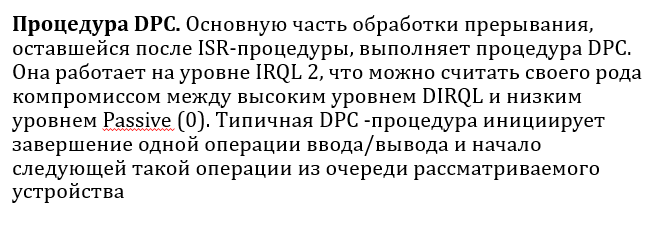 Процедура DPC. Основную часть обработки прерывания,
оставшейся после ISR-процедуры, выполняет процедура DPC.
Она работает на уровне IRQL 2, что можно считать своего рода
компромиссом между высоким уровнем DIRQL и низким
уровнем Passive (0). Типичная DPC -процедура инициирует
завершение одной операции ввода/вывода и начало
следующей такой операции из очереди рассматриваемого
устройства